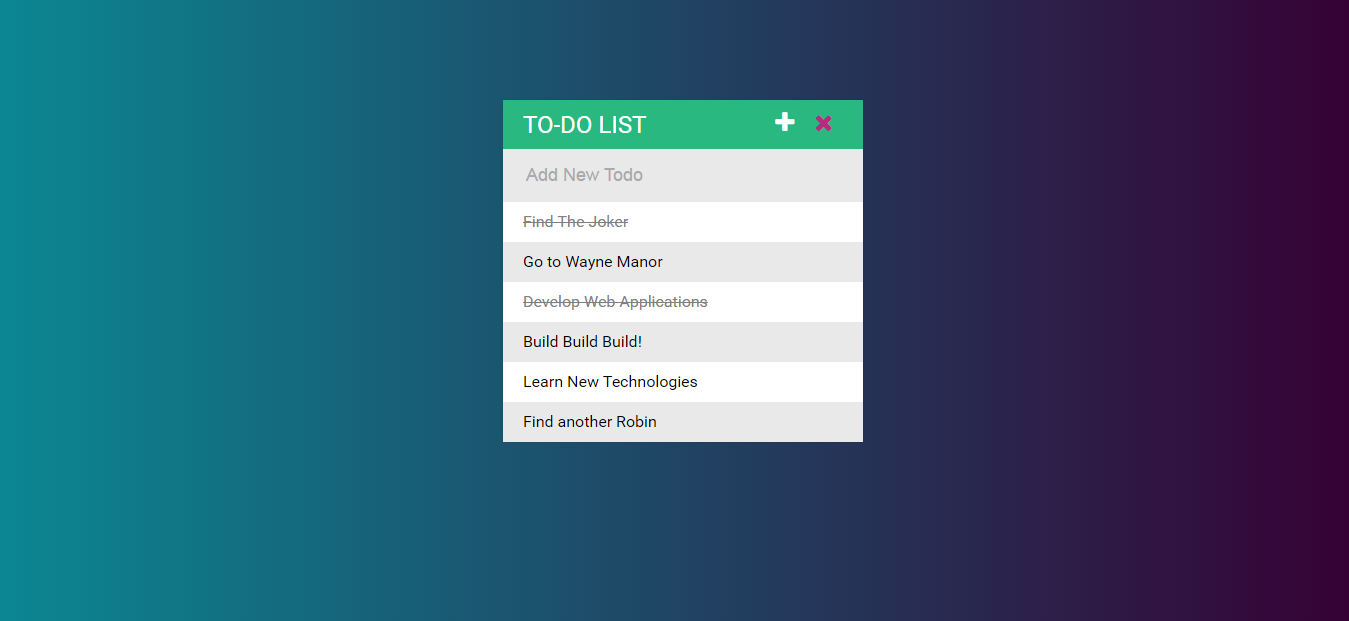 TO-DO LIST
Add New Todo
Find The Joker
Go to Wayne Manor
Develop Web Applications
Build Build Build!
Learn New Technologies
Find another Robin